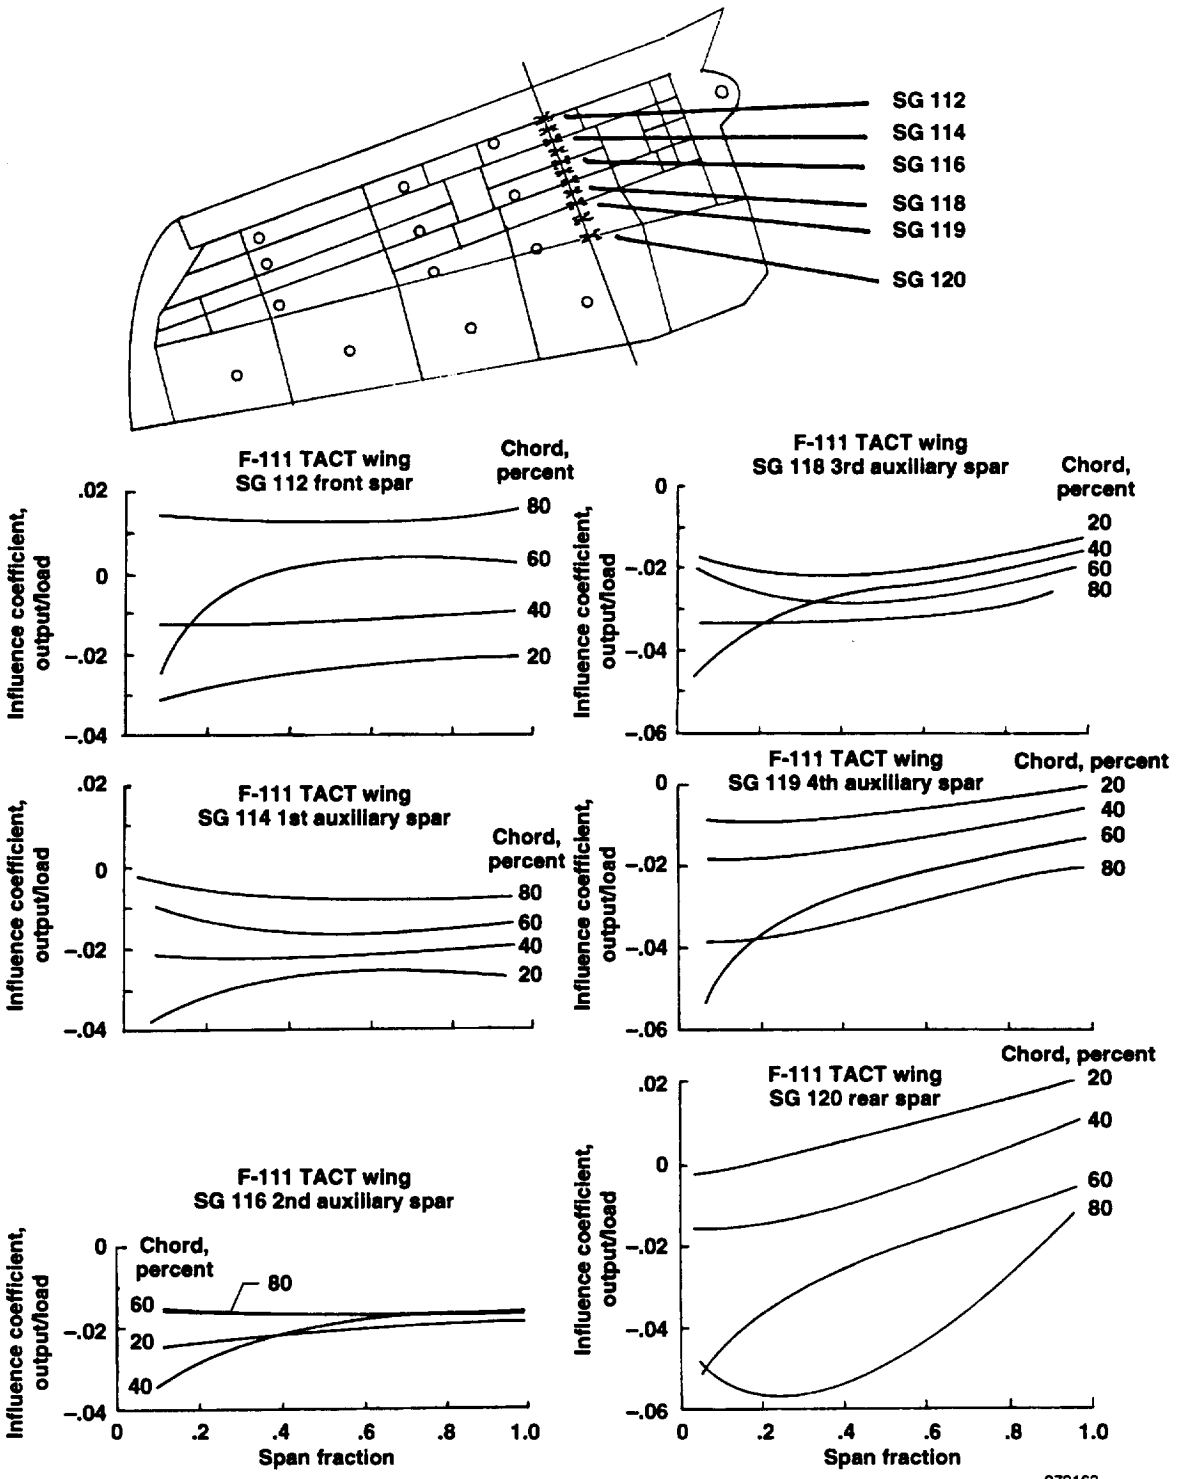 SG 112
SG 114
SG 116
SG 118
SG 119
SG 120
F-111 TACT wing
SG 112 front spar
Chord,
percent
Influence coefficient,
output/load
.02
0
–.02
–.04
80
60
40
20
F-111 TACT wing
SG 118 3rd auxiliary spar
Chord,
percent
Influence coefficient,
output/load
0
–.02
–.04
–.06
20
40
60
80
F-111 TACT wing
SG 114 1st auxiliary spar
Chord,
percent
Influence coefficient,
output/load
.02
0
–.02
–.04
80
60
40
20
F-111 TACT wing
SG 119 4th auxiliary spar
Chord, percent
Influence coefficient,
output/load
0
–.02
–.04
–.06
20
40
60
80
F-111 TACT wing
SG 116 2nd auxiliary spar
Chord,
percent
Influence coefficient,
output/load
0
–.02
–.04
60
80
20
40
0 .2 .4 .6 .8 1.0
Span fraction
F-111 TACT wing
SG 120 rear spar
Chord, percent
Influence coefficient,
output/load
.02
0
–.02
–.04
–.06
20
40
60
80
0 .2 .4 .6 .8 1.0
Span fraction